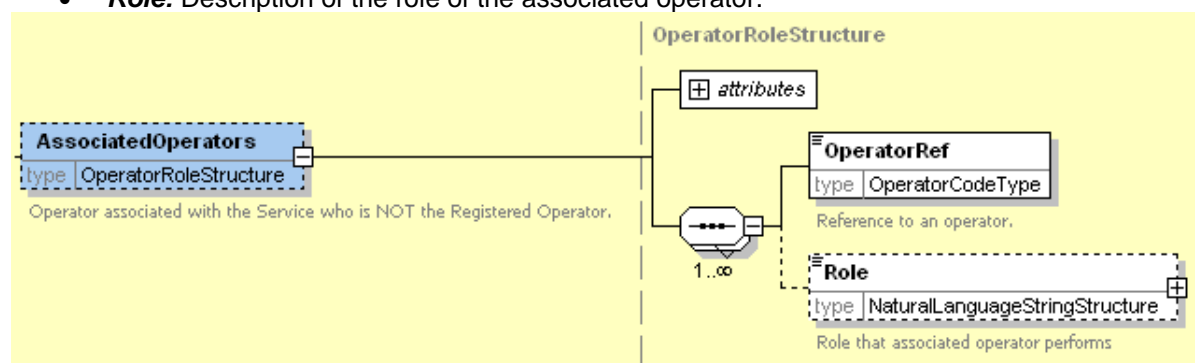 • Role: Description of the role of the associated operator.
OperatorRoleStructure
attributes
AssociatedOperators
type OperatorRoleStructure
Operator associated with the Service who is NOT the Registered Operator.
OperatorRef
type OperatorCodeType
Reference to an operator.
1..∞
Role
type NaturalLanguageStringStructure
Role that associated operator performs